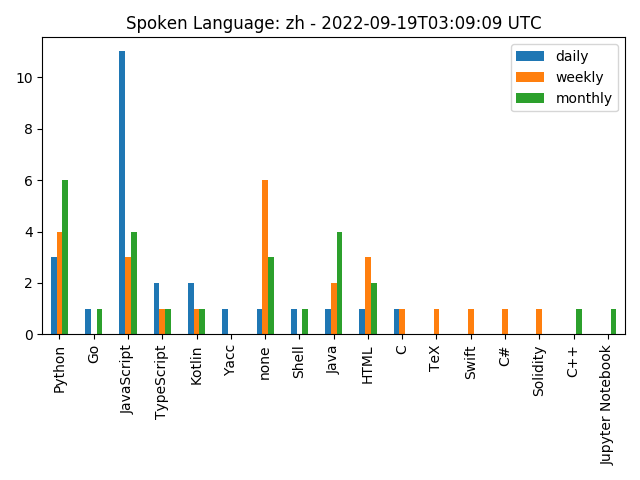 Spoken Language: zh - 2022-09-19T03:09:09 UTC
daily
weekly
monthly
10
8
6
4
2
0
Python
Go
JavaScript
TypeScript
Kotlin
Yacc
none
Shell
Java
HTML
C
TeX
Swift
C#
Solidity
C++
Jupyter Notebook